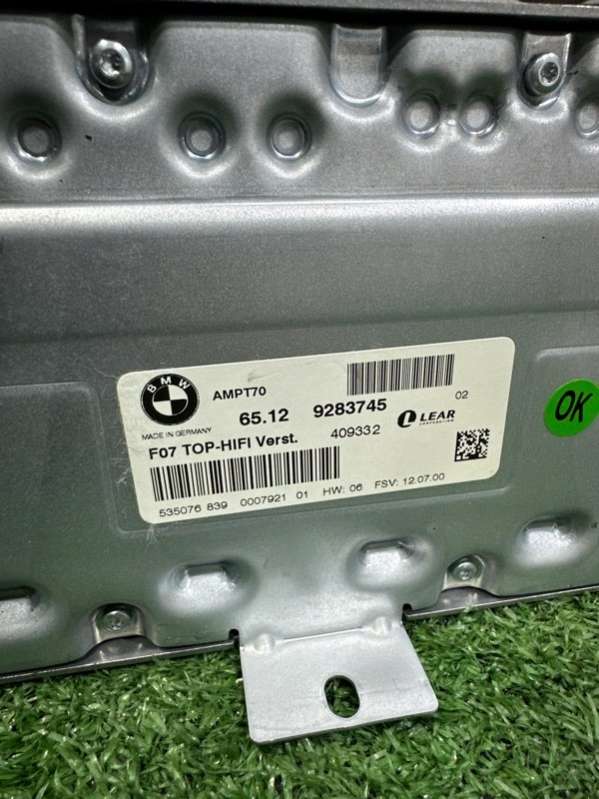 BMW
AMPT70
02
65.12 9283745
LEAR
CORPORATION
MADE IN GERMANY
F07 TOP-HIFI Verst. 409332
535076 839 0007921 01 HW: 06 FSV: 12.07.00
OK